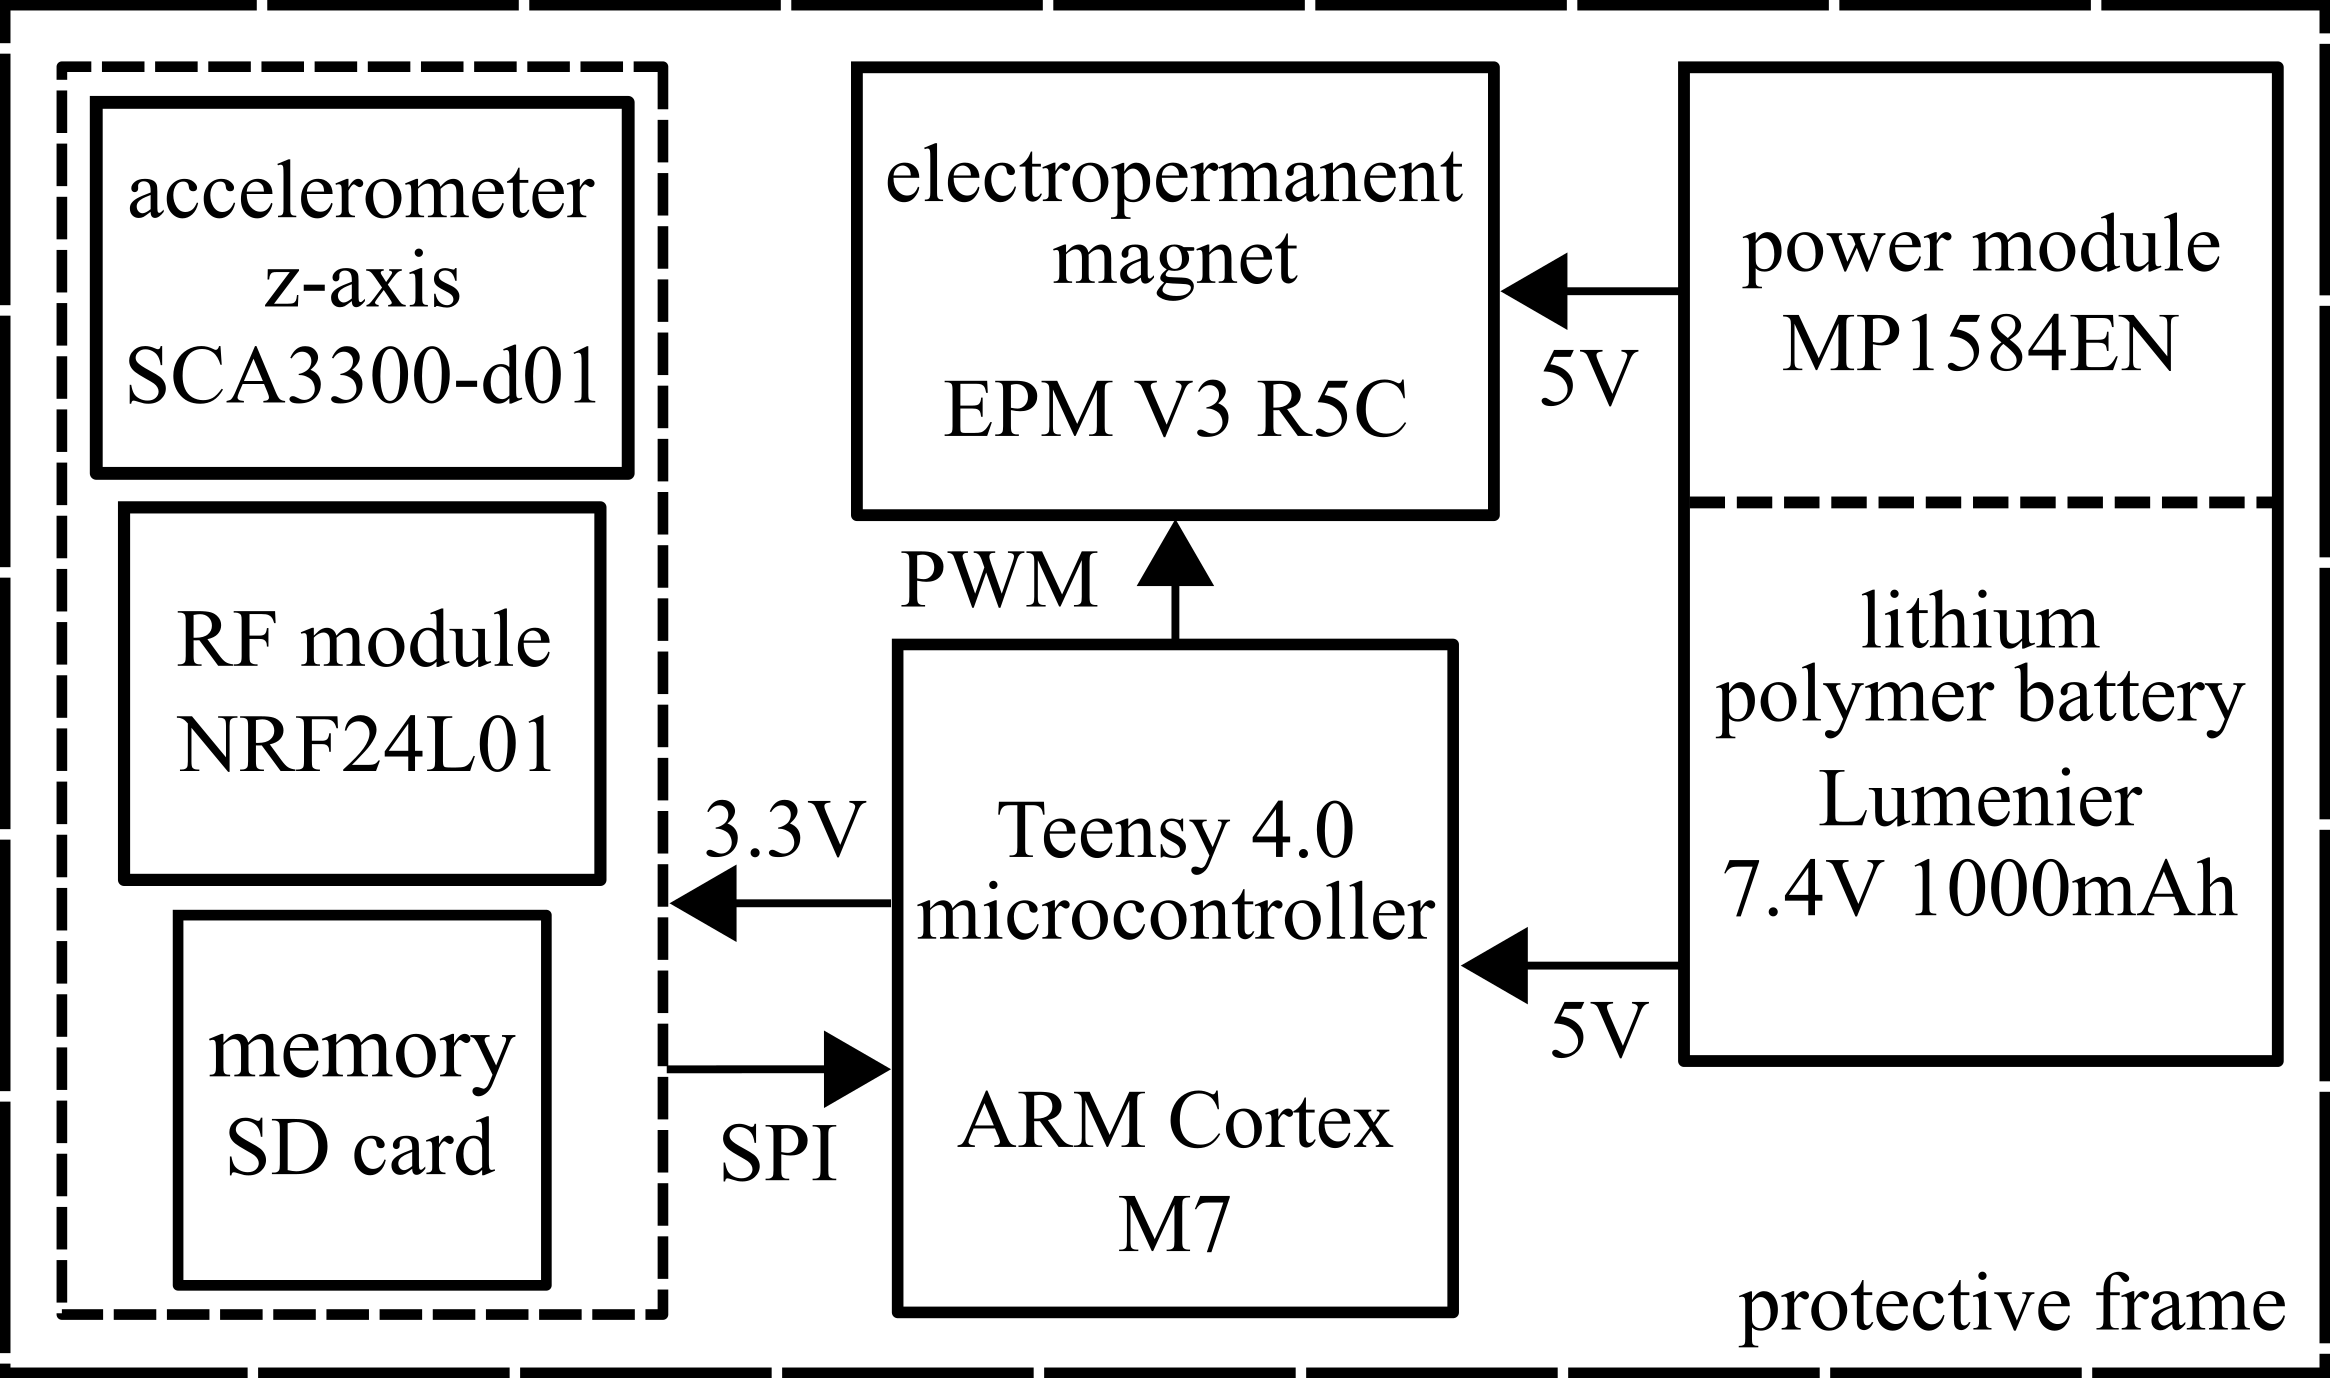 accelerometer
z-axis
SCA3300-d01
RF module
NRF24L01
memory
SD card
3.3V
SPI
electropermanent
magnet
EPM V3 R5C
PWM
Teensy 4.0
microcontroller
ARM Cortex
M7
5V
5V
power module
MP1584EN
lithium
polymer battery
Lumenier
7.4V 1000mAh
protective frame